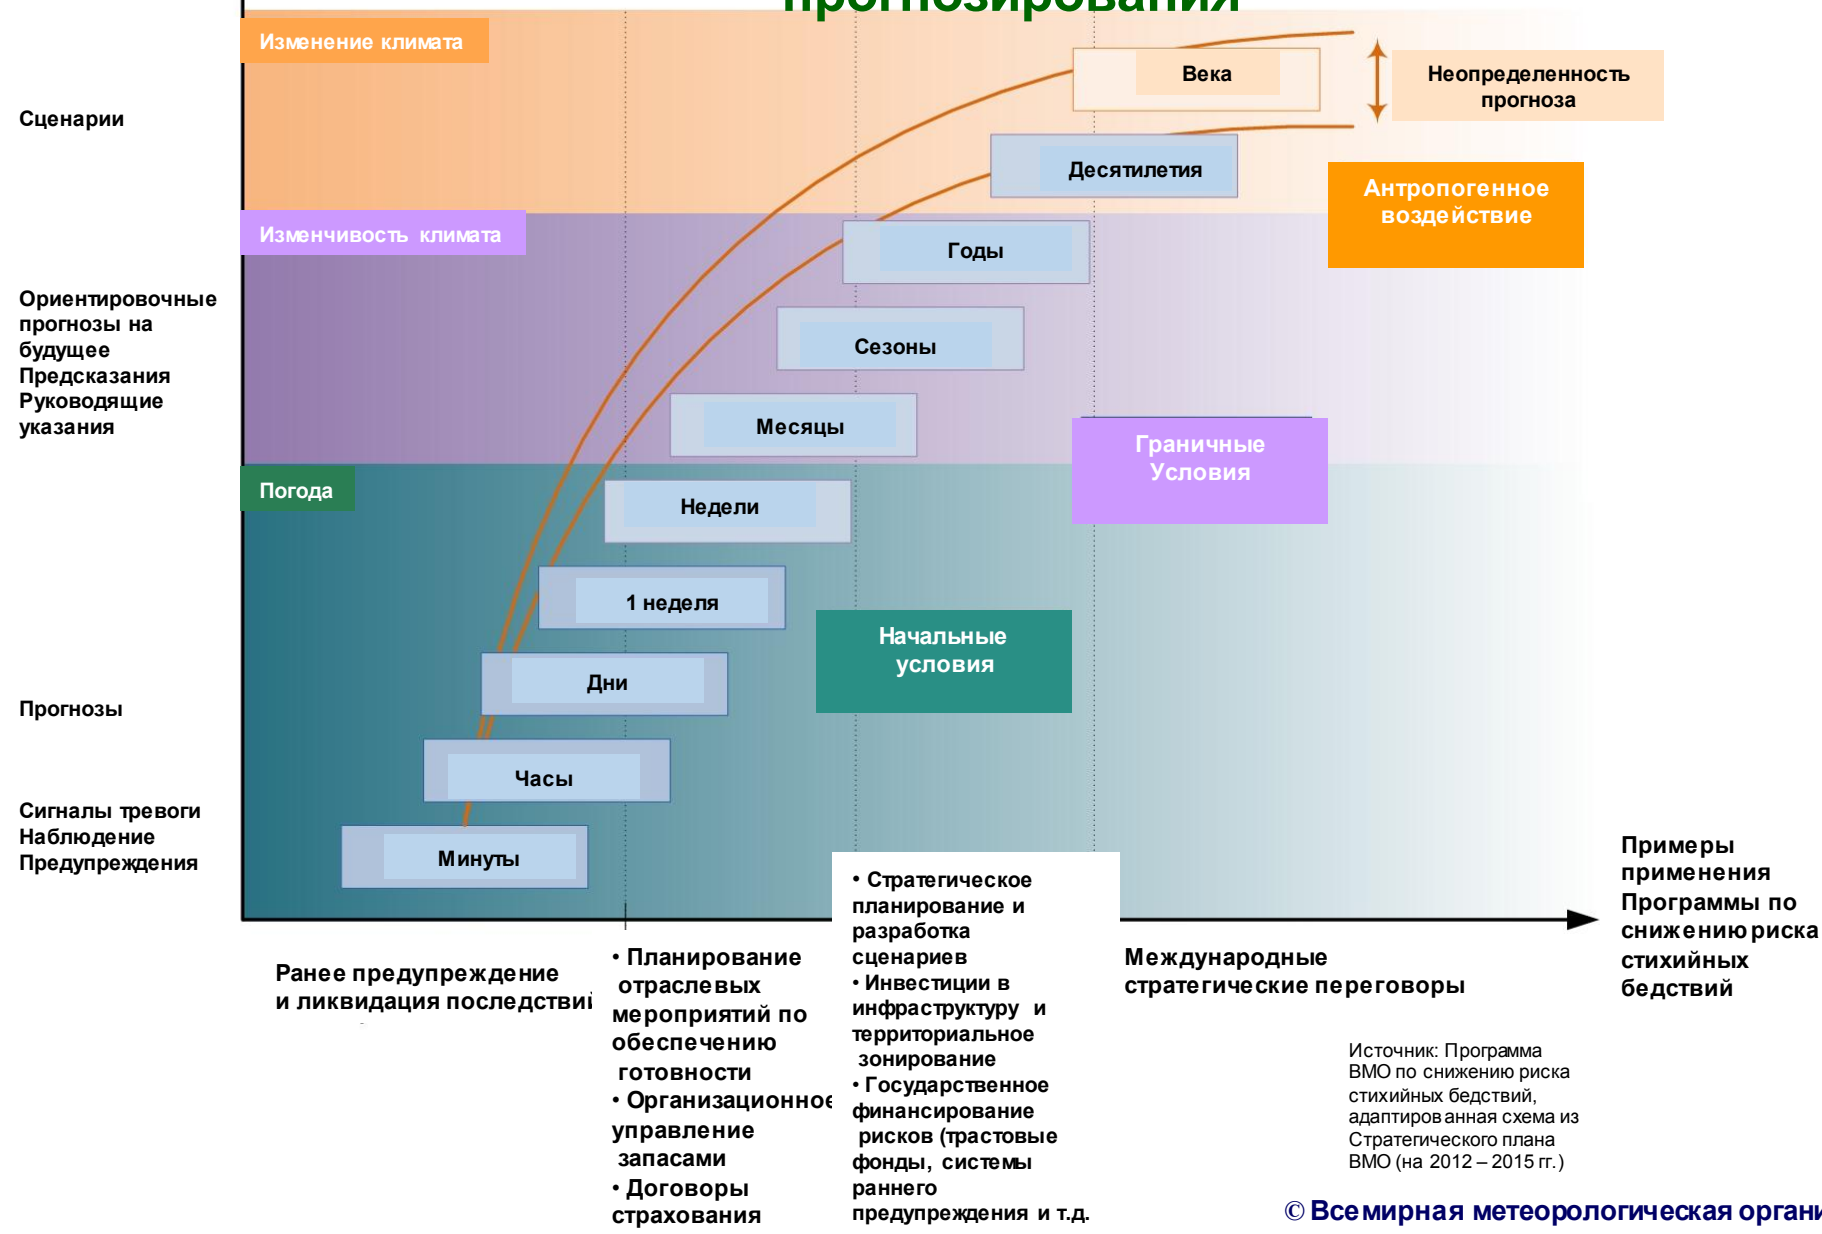 прогнозирования
Изменение климата
Века
Неопределенность
прогноза
Сценарии
Десятилетия
Антропогенное
воздействие
Изменчивость климата
Годы
Ориентировочные
прогнозы на
будущее
Предсказания
Руководящие
указания
Сезоны
Месяцы
Граничные
Условия
Погода
Недели
1 неделя
Начальные
условия
Дни
Прогнозы
Часы
Сигналы тревоги
Наблюдение
Предупреждения
Минуты
Примеры
применения
Программы по
снижению риска
стихийных
бедствий
Ранее предупреждение
и ликвидация последствий
• Планирование
отраслевых
мероприятий по
обеспечению
готовности
• Организационное
управление
запасами
• Договоры
страхования
• Стратегическое
планирование и
разработка
сценариев
• Инвестиции в
инфраструктуру и
территориальное
зонирование
• Государственное
финансирование
рисков (трастовые
фонды, системы
раннего
предупреждения и т.д.
Международные
стратегические переговоры
Источник: Программа
ВМО по снижению риска
стихийных бедствий,
адаптированная схема из
Стратегического плана
ВМО (на 2012 – 2015 гг.)
© Всемирная метеорологическая органи